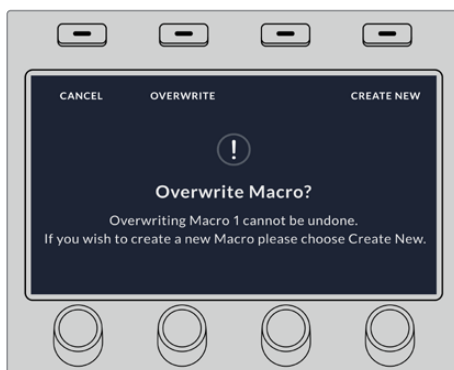 CANCEL OVERWRITE CREATE NEW
!
Overwrite Macro?
Overwriting Macro 1 cannot be undone.
If you wish to create a new Macro please choose Create New.